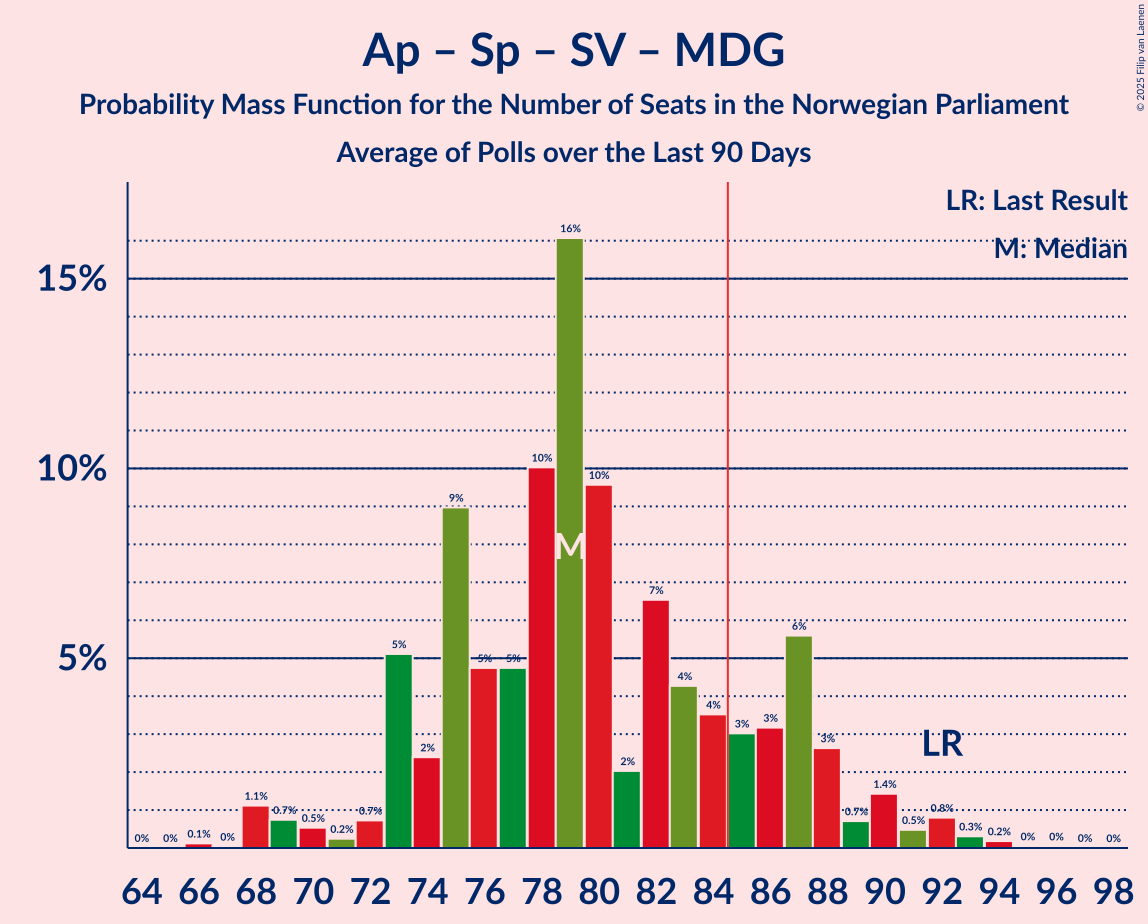 Ap – Sp – SV – MDG
Probability Mass Function for the Number of Seats in the Norwegian Parliament
Average of Polls over the Last 90 Days
© 2025 Filip van Laenen
LR: Last Result
M: Median
15%
10%
5%
0% 0% 0.1% 0% 1.1% 0.7% 0.5% 0.2% 0.7% 5% 2% 9% 5% 5% 10% 16% 10% 2% 7% 4% 4% 3% 3% 6% 3% 0.7% 1.4% 0.5% 0.8% 0.3% 0.2% 0% 0% 0% 0%
M
LR
64 66 68 70 72 74 76 78 80 82 84 86 88 90 92 94 96 98